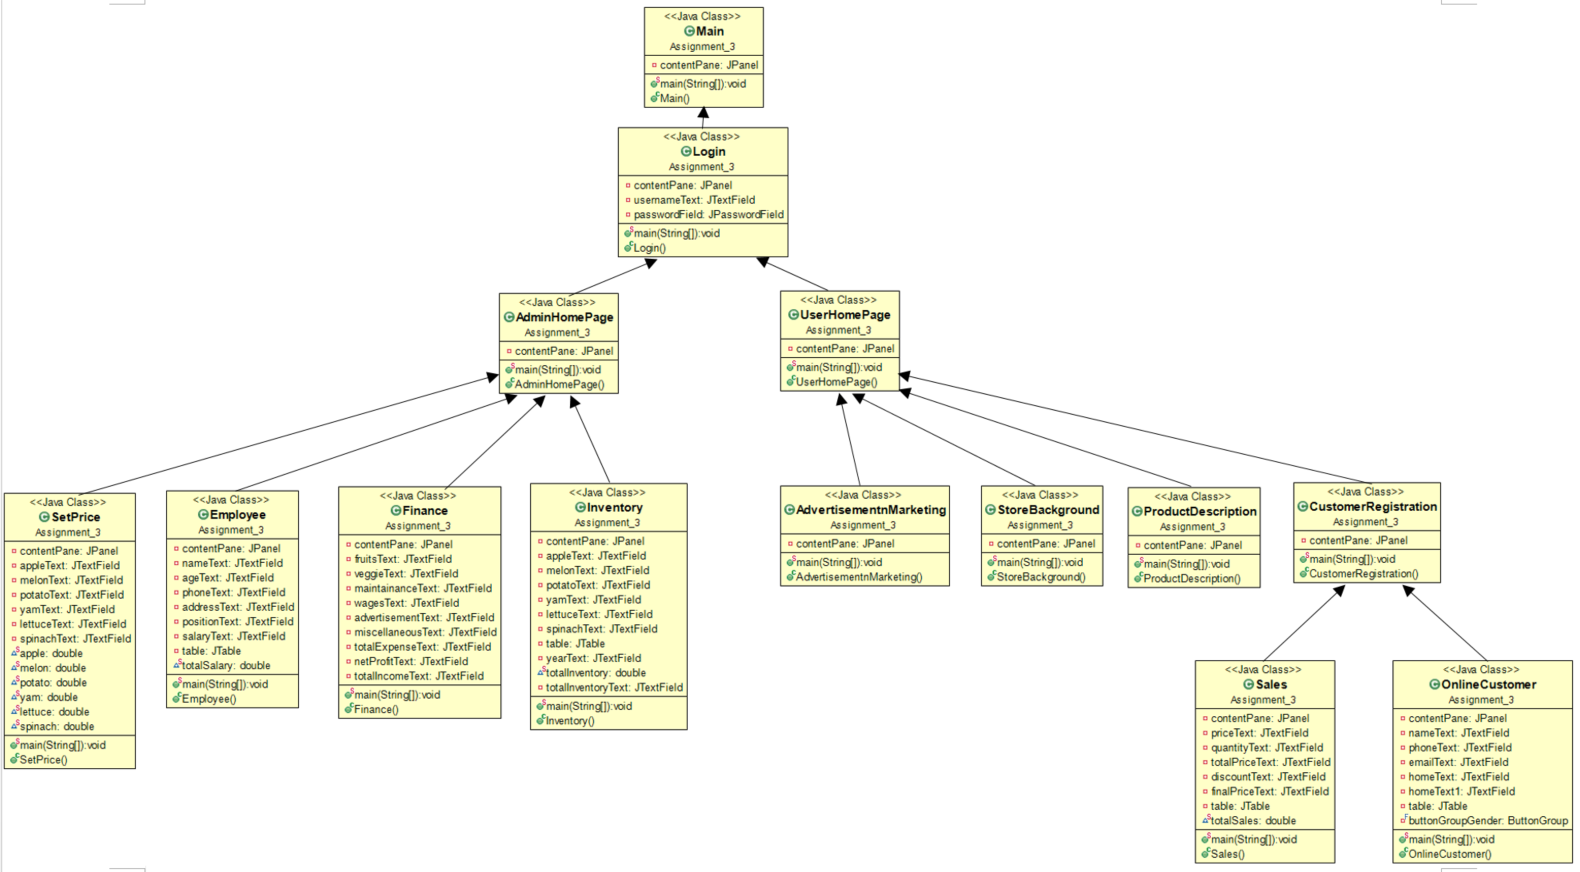 <<Java Class>>
Main
Assignment_3
contentPane: JPanel
main(String[]):void
Main()
<<Java Class>>
Login
Assignment_3
contentPane: JPanel
usernameText: JTextField
passwordField: JPasswordField
main(String[]):void
Login()
<<Java Class>>
AdminHomePage
Assignment_3
contentPane: JPanel
main(String[]):void
AdminHomePage()
<<Java Class>>
UserHomePage
Assignment_3
contentPane: JPanel
main(String[]):void
UserHomePage()
<<Java Class>>
SetPrice
Assignment_3
contentPane: JPanel
appleText: JTextField
melonText: JTextField
potatoText: JTextField
yamText: JTextField
lettuceText: JTextField
spinachText: JTextField
apple: double
melon: double
potato: double
yam: double
lettuce: double
spinach: double
main(String[]):void
SetPrice()
<<Java Class>>
Employee
Assignment_3
contentPane: JPanel
nameText: JTextField
ageText: JTextField
phoneText: JTextField
addressText: JTextField
positionText: JTextField
salaryText: JTextField
table: JTable
totalSalary: double
main(String[]):void
Employee()
<<Java Class>>
Finance
Assignment_3
contentPane: JPanel
fruitsText: JTextField
veggieText: JTextField
maintainanceText: JTextField
wagesText: JTextField
advertisementText: JTextField
miscellaneousText: JTextField
totalExpenseText: JTextField
netProfitText: JTextField
totalIncomeText: JTextField
main(String[]):void
Finance()
<<Java Class>>
Inventory
Assignment_3
contentPane: JPanel
appleText: JTextField
melonText: JTextField
potatoText: JTextField
yamText: JTextField
lettuceText: JTextField
spinachText: JTextField
table: JTable
yearText: JTextField
totalInventory: double
totalInventoryText: JTextField
main(String[]):void
Inventory()
<<Java Class>>
AdvertisementnMarketing
Assignment_3
contentPane: JPanel
main(String[]):void
AdvertisementnMarketing()
<<Java Class>>
StoreBackground
Assignment_3
contentPane: JPanel
main(String[]):void
StoreBackground()
<<Java Class>>
ProductDescription
Assignment_3
contentPane: JPanel
main(String[]):void
ProductDescription()
<<Java Class>>
CustomerRegistration
Assignment_3
contentPane: JPanel
main(String[]):void
CustomerRegistration()
<<Java Class>>
Sales
Assignment_3
contentPane: JPanel
priceText: JTextField
quantityText: JTextField
totalPriceText: JTextField
discountText: JTextField
finalPriceText: JTextField
table: JTable
totalSales: double
main(String[]):void
Sales()
<<Java Class>>
OnlineCustomer
Assignment_3
contentPane: JPanel
nameText: JTextField
phoneText: JTextField
emailText: JTextField
homeText: JTextField
homeText1: JTextField
table: JTable
buttonGroupGender: ButtonGroup
main(String[]):void
OnlineCustomer()